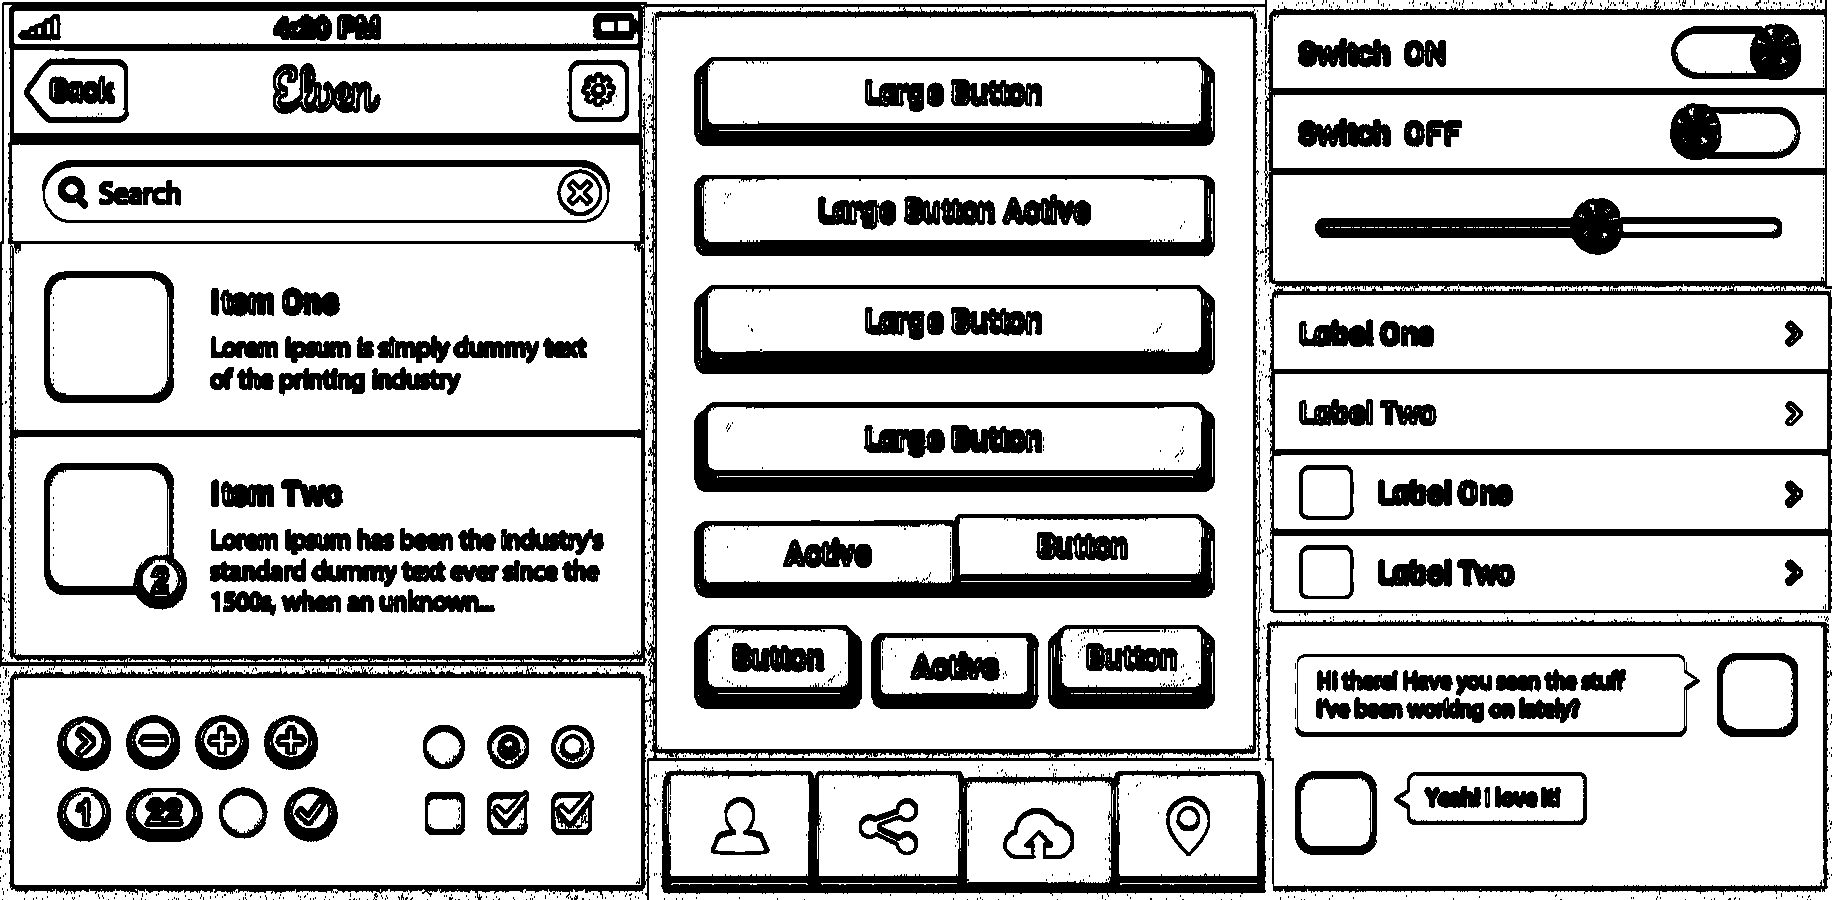 4:20 PM
Back
Elven
Search
Item One
Lorem Ipsum is simply dummy text
of the printing industry
Item Two
Lorem Ipsum has been the industry's
standard dummy text ever since the
1500s, when an unknown...
2
1
22
Large Button
Large Button Active
Large Button
Large Button
Active
Button
Button
Active
Button
Switch ON
Switch OFF
Label One
Label Two
Label One
Label Two
Hi there! Have you seen the stuff
I've been working on lately?
Yeah! I love it!